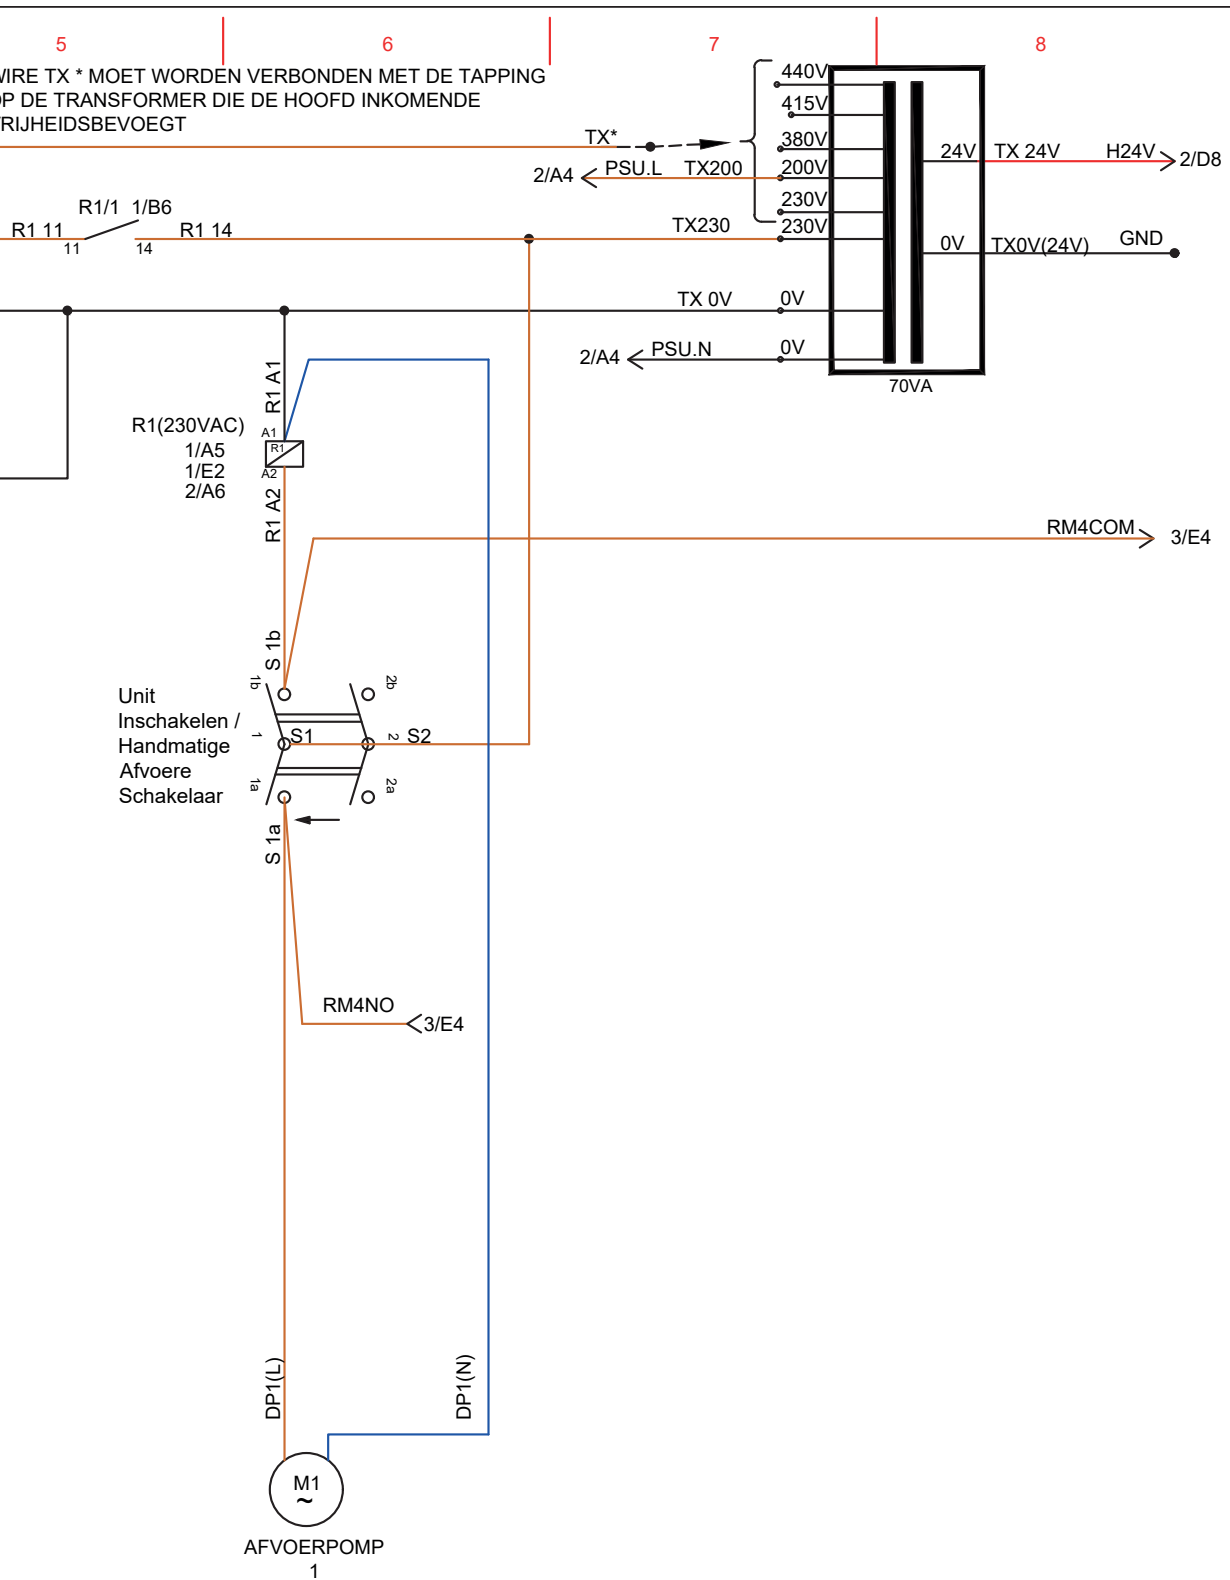 5
6
7
8
WIRE TX * MOET WORDEN VERBONDEN MET DE TAPPING
OP DE TRANSFORMER DIE DE HOOFD INKOMENDE
VRIJHEIDSBEVOEGT
TX*
440V
415V
380V
200V
230V
230V
0V
0V
2/A4
PSU.L
TX200
TX230
TX 0V
2/A4
PSU.N
24V
TX 24V
H24V
2/D8
0V
TX0V(24V)
GND
70VA
R1/1 1/B6
R1 11
11
14
R1 14
R1 A1
R1(230VAC)
1/A5
1/E2
2/A6
A1
R1
A2
R1 A2
RM4COM
3/E4
S 1b
Unit
Inschakelen /
Handmatige
Afvoere
Schakelaar
1b
1
1a
S1
2b
2
2a
S2
S 1a
RM4NO
3/E4
DP1(L)
DP1(N)
M1
~
AFVOERPOMP
1